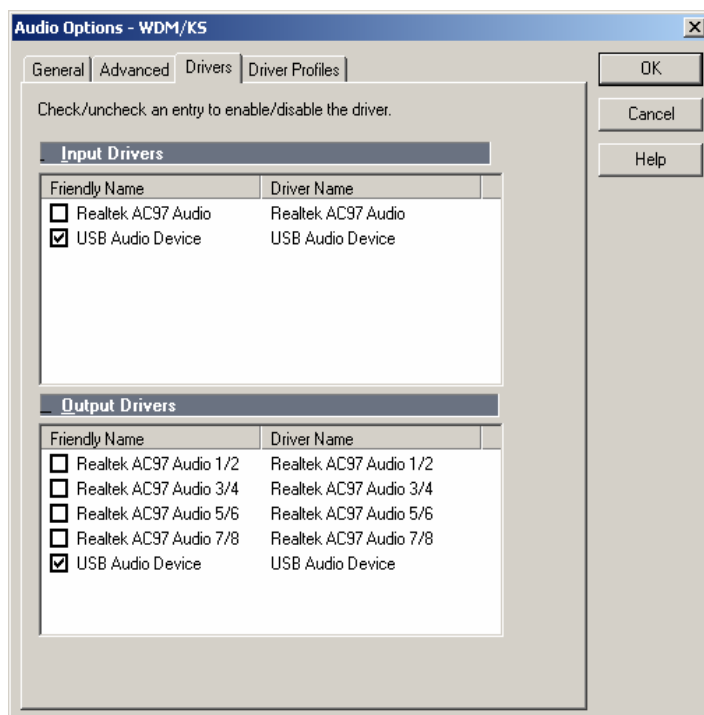 Audio Options - WDM/KS
General Advanced Drivers Driver Profiles
OK
Cancel
Help
Check/uncheck an entry to enable/disable the driver.
Input Drivers
Friendly Name Driver Name
Realtek AC97 Audio Realtek AC97 Audio
USB Audio Device USB Audio Device
Output Drivers
Friendly Name Driver Name
Realtek AC97 Audio 1/2 Realtek AC97 Audio 1/2
Realtek AC97 Audio 3/4 Realtek AC97 Audio 3/4
Realtek AC97 Audio 5/6 Realtek AC97 Audio 5/6
Realtek AC97 Audio 7/8 Realtek AC97 Audio 7/8
USB Audio Device USB Audio Device